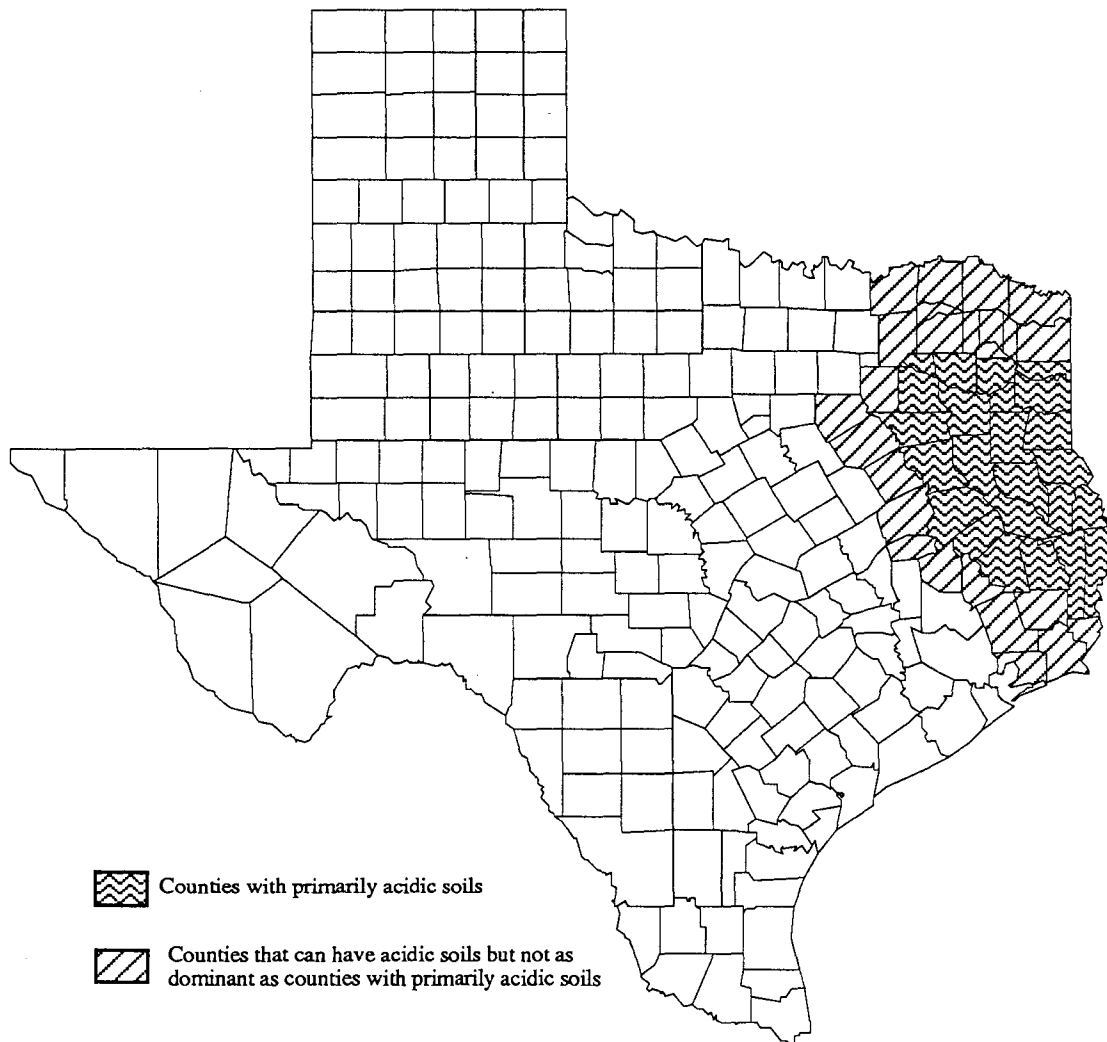 Counties with primarily acidic soils
Counties that can have acidic soils but not as
dominant as counties with primarily acidic soils